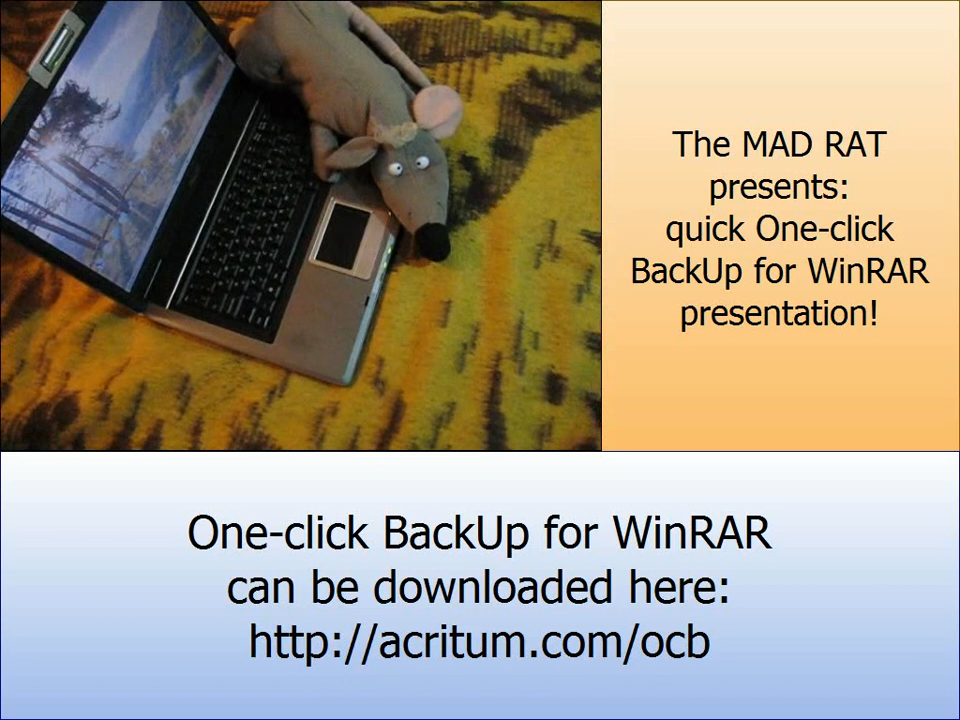 The MAD RAT
presents:
quick One-click
BackUp for WinRAR
presentation!
One-click BackUp for WinRAR
can be downloaded here:
http://acritum.com/ocb